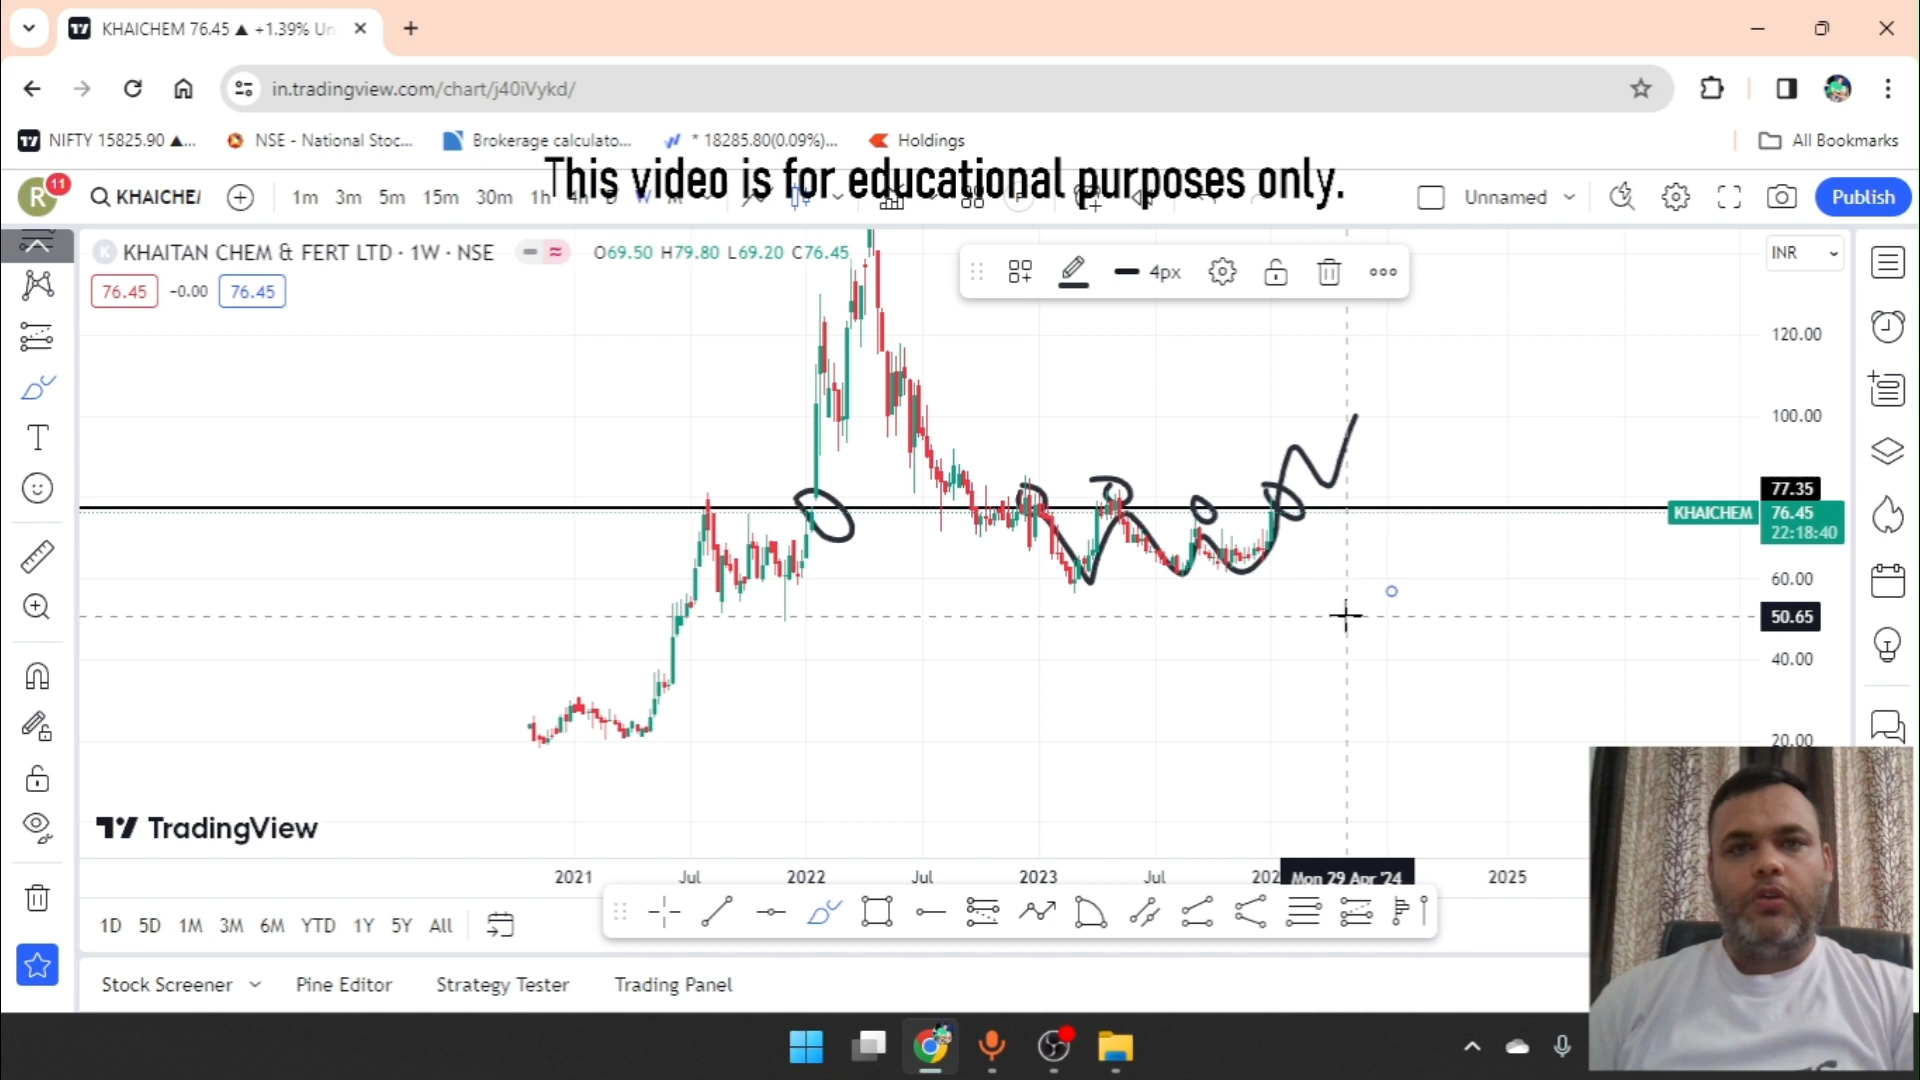 KHAICHEM 76.45 ▲ +1.39% Un
in.tradingview.com/chart/j40iVykd/
NIFTY 15825.90 ▲...
NSE - National Stoc...
Brokerage calculato...
* 18285.80(0.09%)...
Holdings
All Bookmarks
This video is for educational purposes only.
R
11
KHAICHE
1m 3m 5m 15m 30m 1h
Unnamed
Publish
K KHAITAN CHEM & FERT LTD · 1W · NSE
O69.50 H79.80 L69.20 C76.45
76.45 -0.00 76.45
4px
INR
120.00
100.00
77.35
KHAICHEM 76.45
22:18:40
60.00
50.65
40.00
20.00
TradingView
2021 Jul 2022 Jul 2023 Jul 202 Mon 29 Apr '24 2025
1D 5D 1M 3M 6M YTD 1Y 5Y All
Stock Screener Pine Editor Strategy Tester Trading Panel